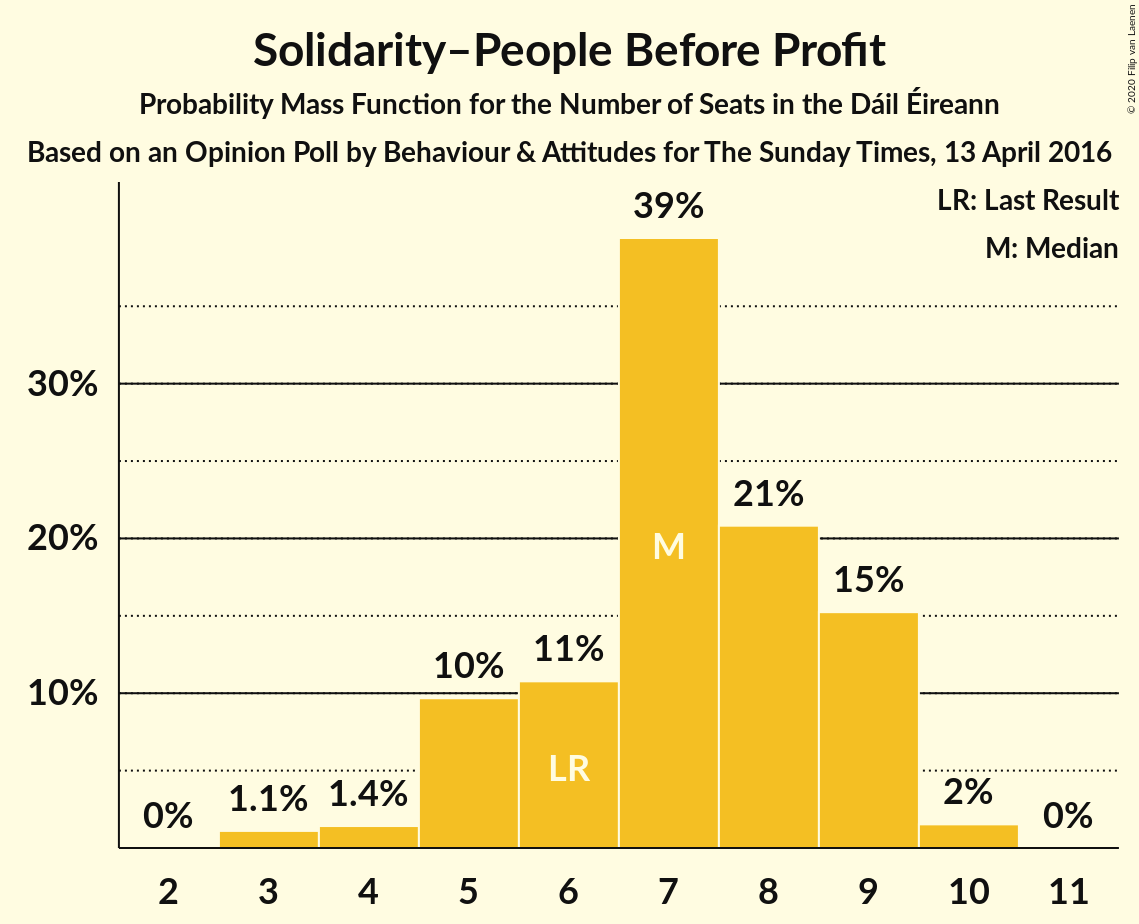 Solidarity–People Before Profit
Probability Mass Function for the Number of Seats in the Dáil Éireann
Based on an Opinion Poll by Behaviour & Attitudes for The Sunday Times, 13 April 2016
© 2020 Filip van Laenen
LR: Last Result
M: Median
39%
30%
21%
20%
M
15%
11%
10%
10%
LR
1.4%
1.1%
2%
0%
0%
2 3 4 5 6 7 8 9 10 11